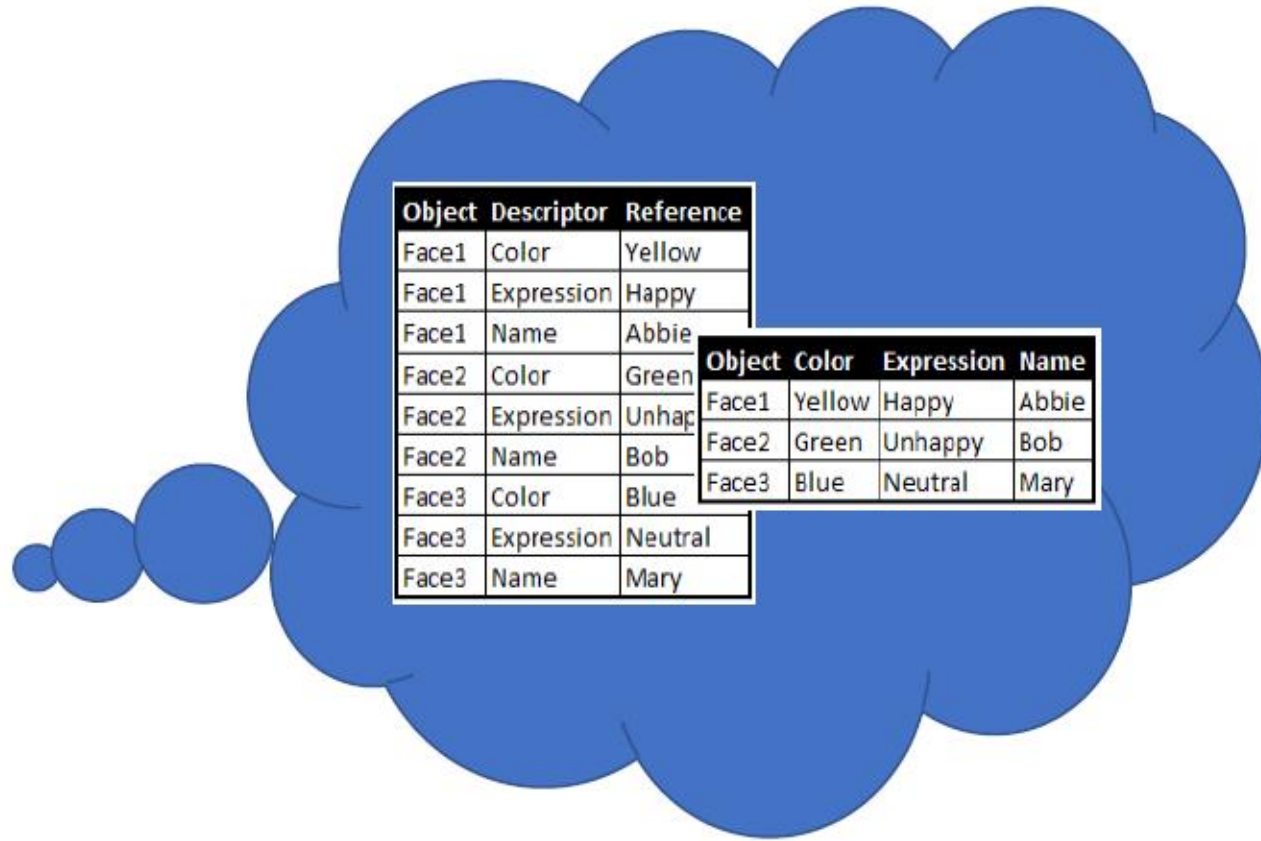 Object Descriptor Reference
Face1 Color Yellow
Face1 Expression Happy
Face1 Name Abbie
Face2 Color Green
Face2 Expression Unhap
Face2 Name Bob
Face3 Color Blue
Face3 Expression Neutral
Face3 Name Mary
Object Color Expression Name
Face1 Yellow Happy Abbie
Face2 Green Unhappy Bob
Face3 Blue Neutral Mary